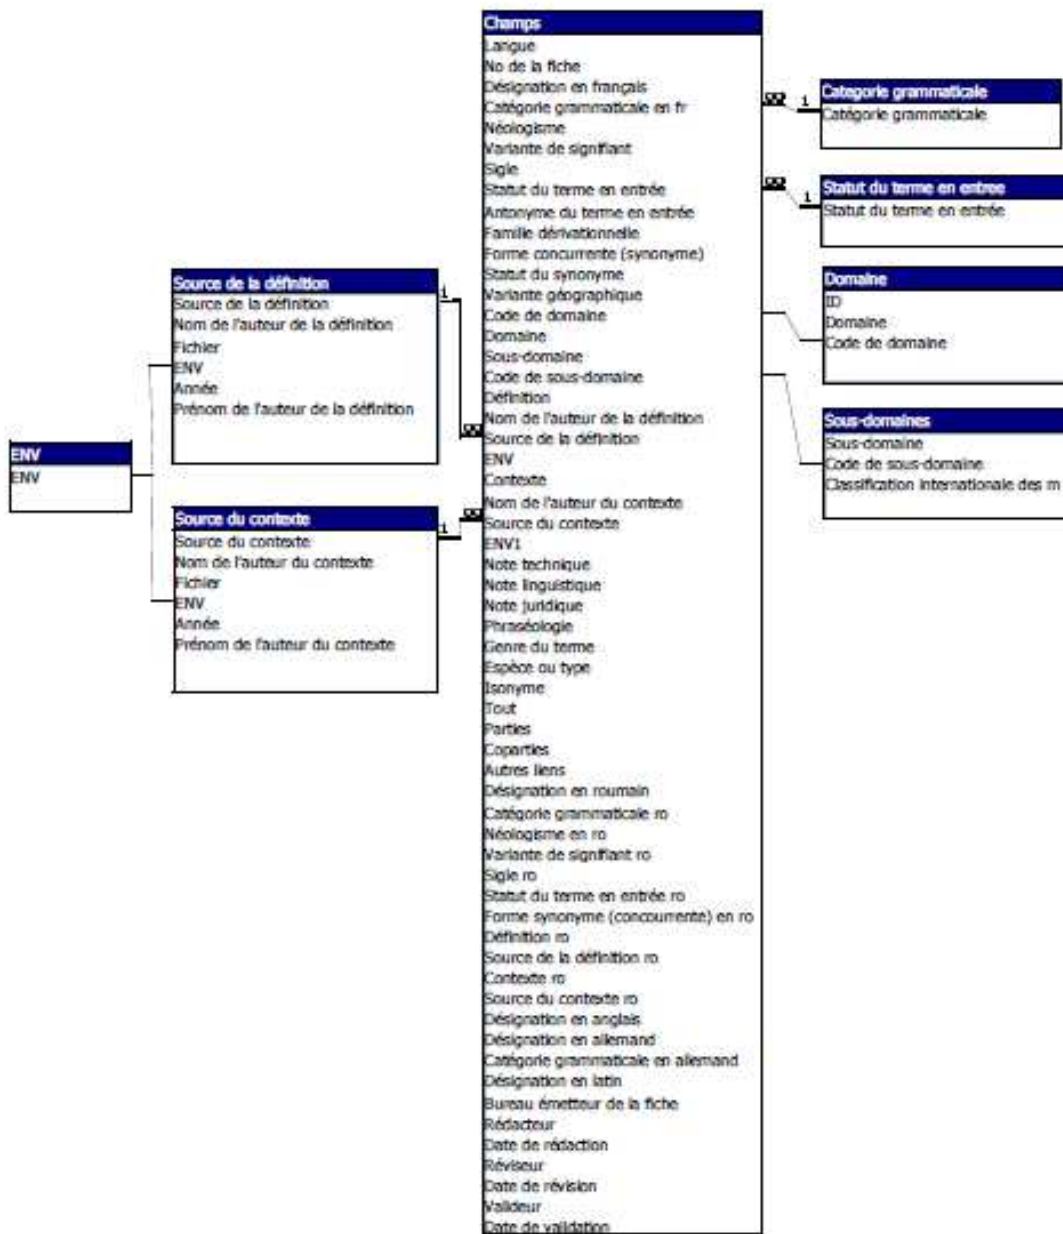 ENV
ENV
Source de la définition
Source de la définition
Nom de l'auteur de la définition
Fichier
ENV
Année
Prénom de l'auteur de la définition
1
Source du contexte
Source du contexte
Nom de l'auteur du contexte
Fichier
ENV
Année
Prénom de l'auteur du contexte
1
∞
∞
Champs
Langue
No de la fiche
Désignation en français
Catégorie grammaticale en fr
Néologisme
Variante de signifiant
Sigle
Statut du terme en entrée
Antonyme du terme en entrée
Famille dérivationnelle
Forme concurrente (synonyme)
Statut du synonyme
Variante géographique
Code de domaine
Domaine
Sous-domaine
Code de sous-domaine
Définition
Nom de l'auteur de la définition
Source de la définition
ENV
Contexte
Nom de l'auteur du contexte
Source du contexte
ENV1
Note technique
Note linguistique
Note juridique
Phraséologie
Genre du terme
Espèce ou type
Isonyme
Tout
Parties
Coparties
Autres liens
Désignation en roumain
Catégorie grammaticale ro
Néologisme en ro
Variante de signifiant ro
Sigle ro
Statut du terme en entrée ro
Forme synonyme (concourrente) en ro
Définition ro
Source de la définition ro
Contexte ro
Source du contexte ro
Désignation en anglais
Désignation en allemand
Catégorie grammaticale en allemand
Désignation en latin
Bureau émetteur de la fiche
Rédacteur
Date de rédaction
Réviseur
Date de révision
Valideur
Date de validation
∞ 1
Categorie grammaticale
Catégorie grammaticale
∞ 1
Statut du terme en entree
Statut du terme en entrée
Domaine
ID
Domaine
Code de domaine
Sous-domaines
Sous-domaine
Code de sous-domaine
Classification internationale des m